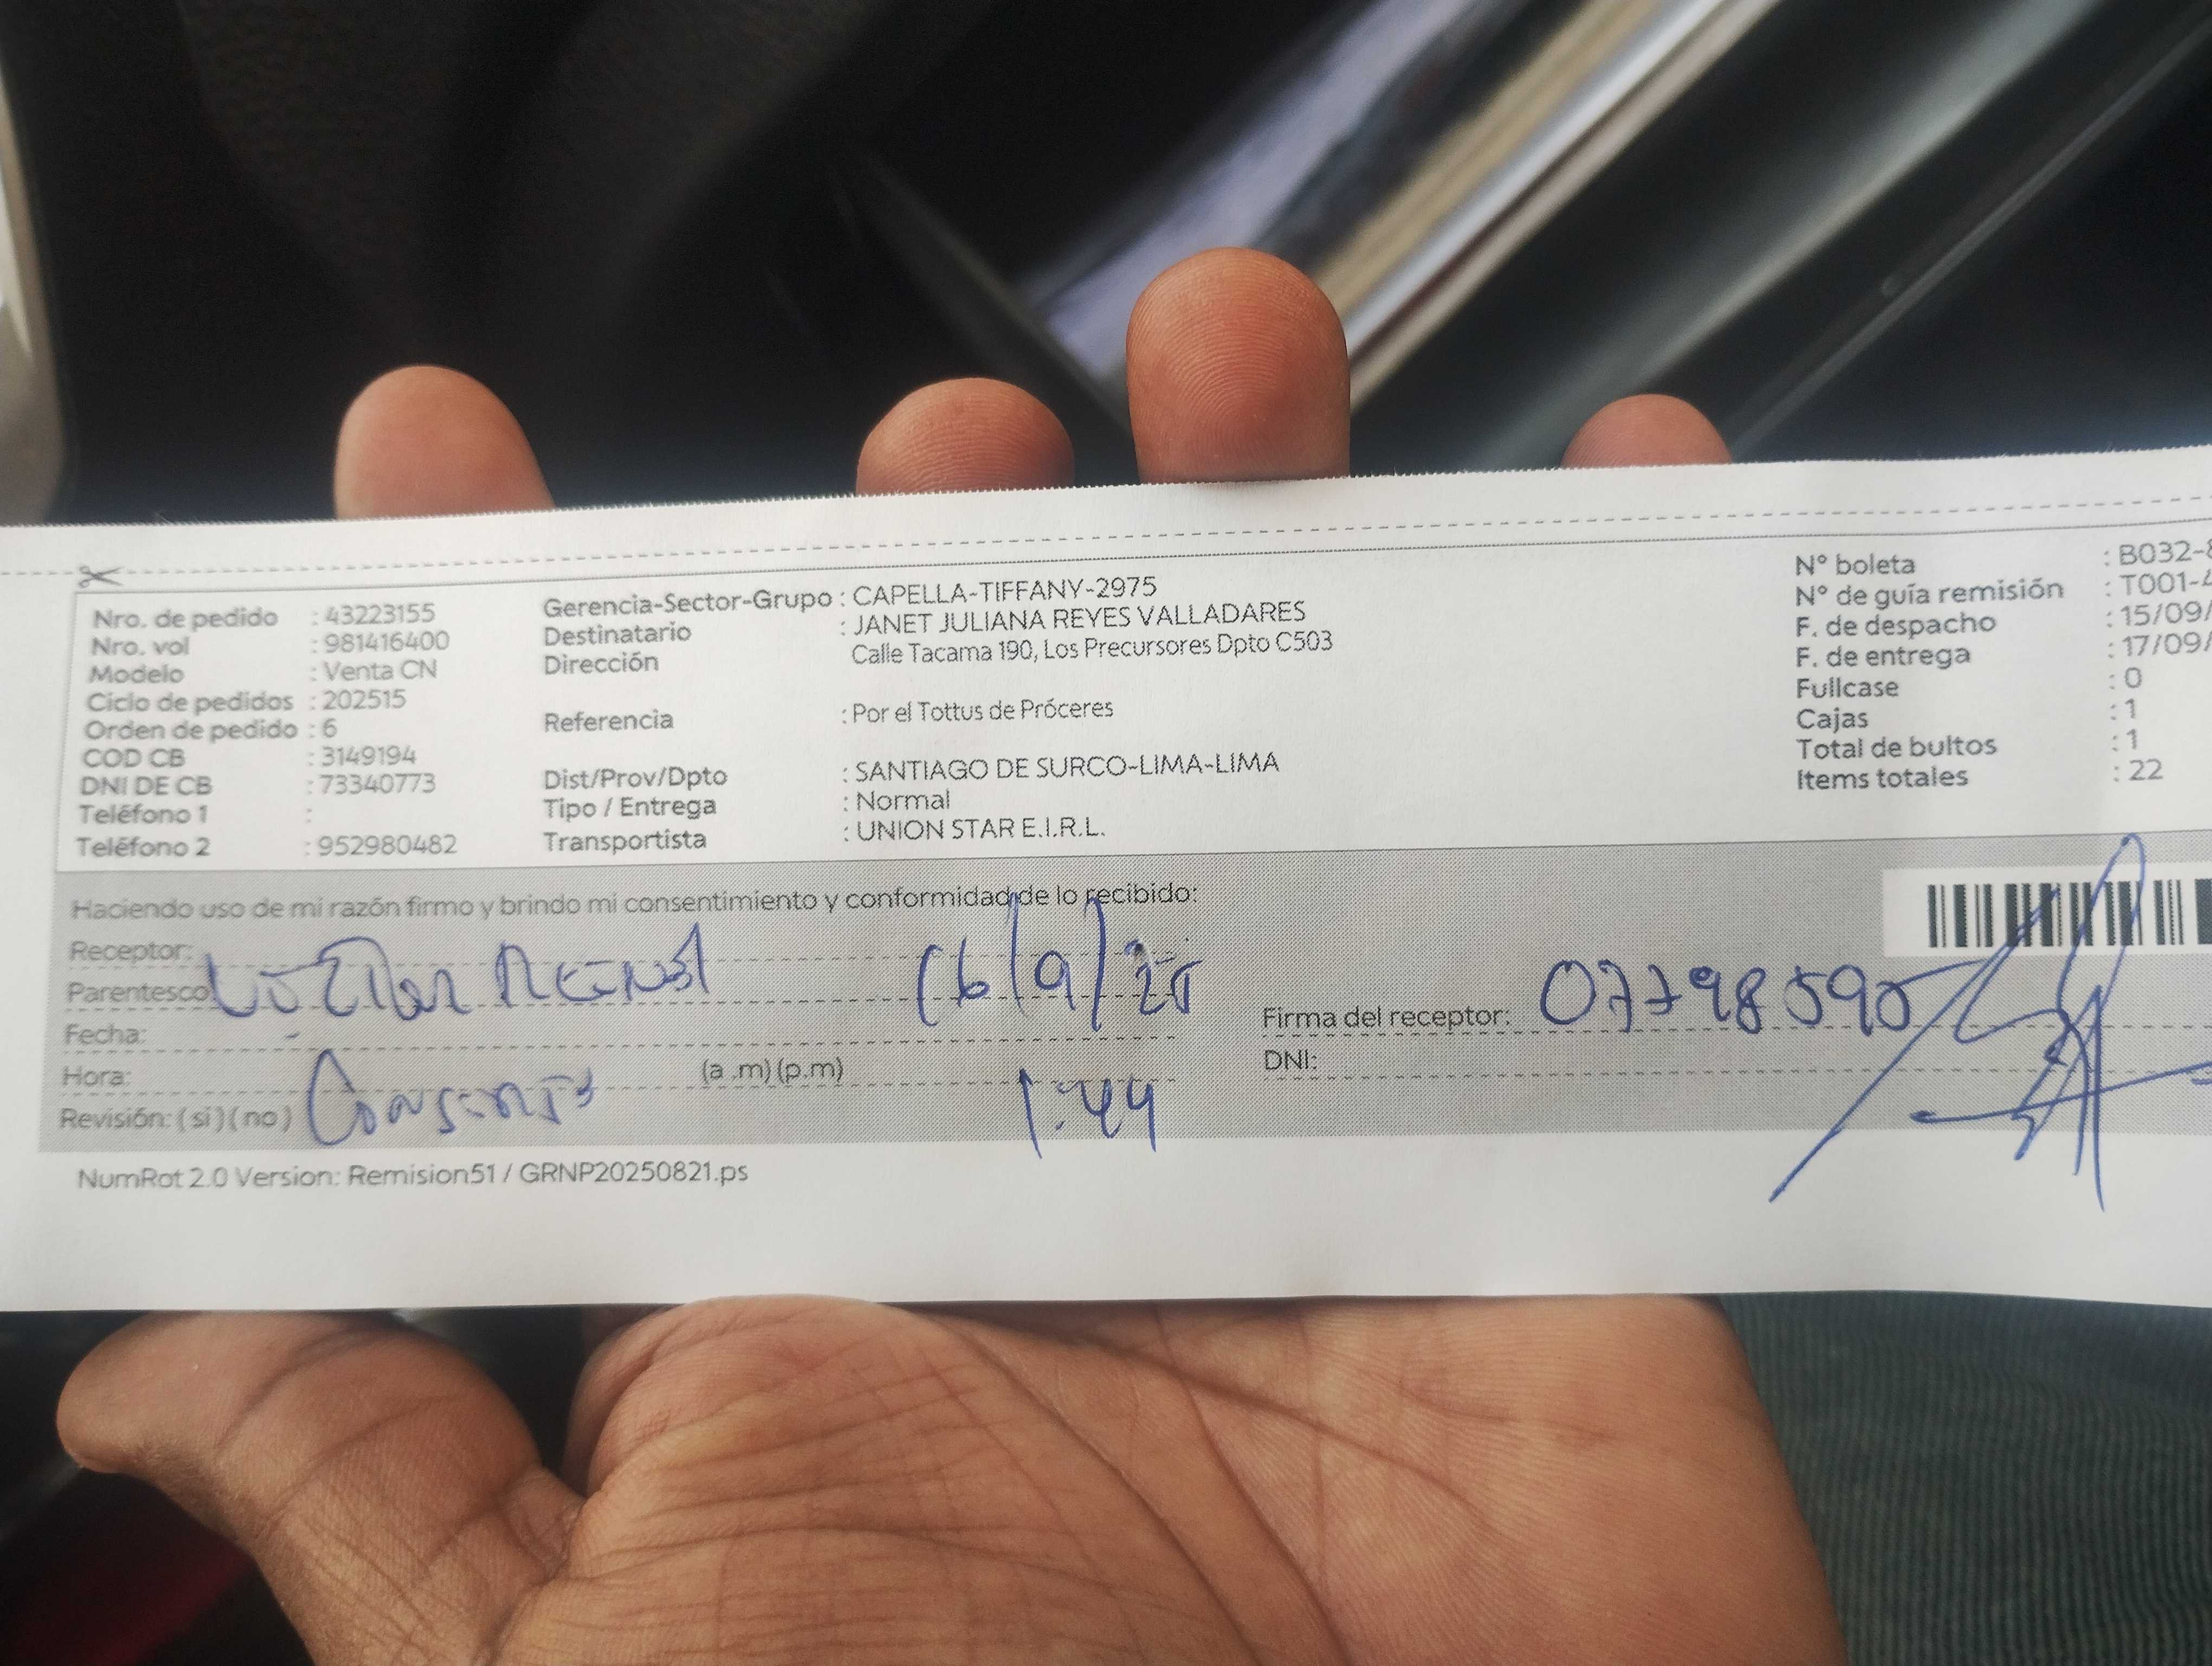 Nro. de pedido : 43223155
Nro. vol : 981416400
Modelo : Venta CN
Ciclo de pedidos : 202515
Orden de pedido : 6
COD CB : 3149194
DNI DE CB : 73340773
Teléfono 1 :
Teléfono 2 : 952980482
Gerencia-Sector-Grupo : CAPELLA-TIFFANY-2975
Destinatario : JANET JULIANA REYES VALLADARES
Dirección Calle Tacama 190, Los Precursores Dpto C503
Referencia : Por el Tottus de Próceres
Dist/Prov/Dpto : SANTIAGO DE SURCO-LIMA-LIMA
Tipo / Entrega : Normal
Transportista : UNION STAR E.I.R.L.
N° boleta : B032-
N° de guía remisión : T001-4
F. de despacho : 15/09/
F. de entrega : 17/09/
Fullcase : 0
Cajas : 1
Total de bultos : 1
Items totales : 22
Haciendo uso de mi razón firmo y brindo mi consentimiento y conformidad de lo recibido:
Receptor:
Parentesco 16/9/25
Fecha:
Hora: (a .m) (p.m)
Revisión: ( si ) ( no ) 1:44
Firma del receptor: 07798595
DNI:
NumRot 2.0 Version: Remision51 / GRNP20250821.ps